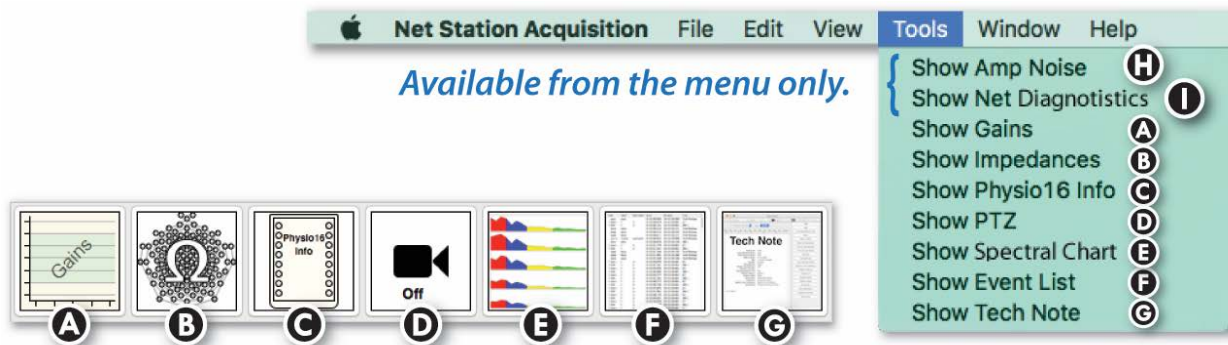 Net Station Acquisition File Edit View Tools Window Help
Available from the menu only.
Show Amp Noise H
Show Net Diagnotistics I
Show Gains A
Show Impedances B
Show Physio16 Info C
Show PTZ D
Show Spectral Chart E
Show Event List F
Show Tech Note G
Gains
Ω
Physio16
Info
Off
Tech Note
A B C D E F G